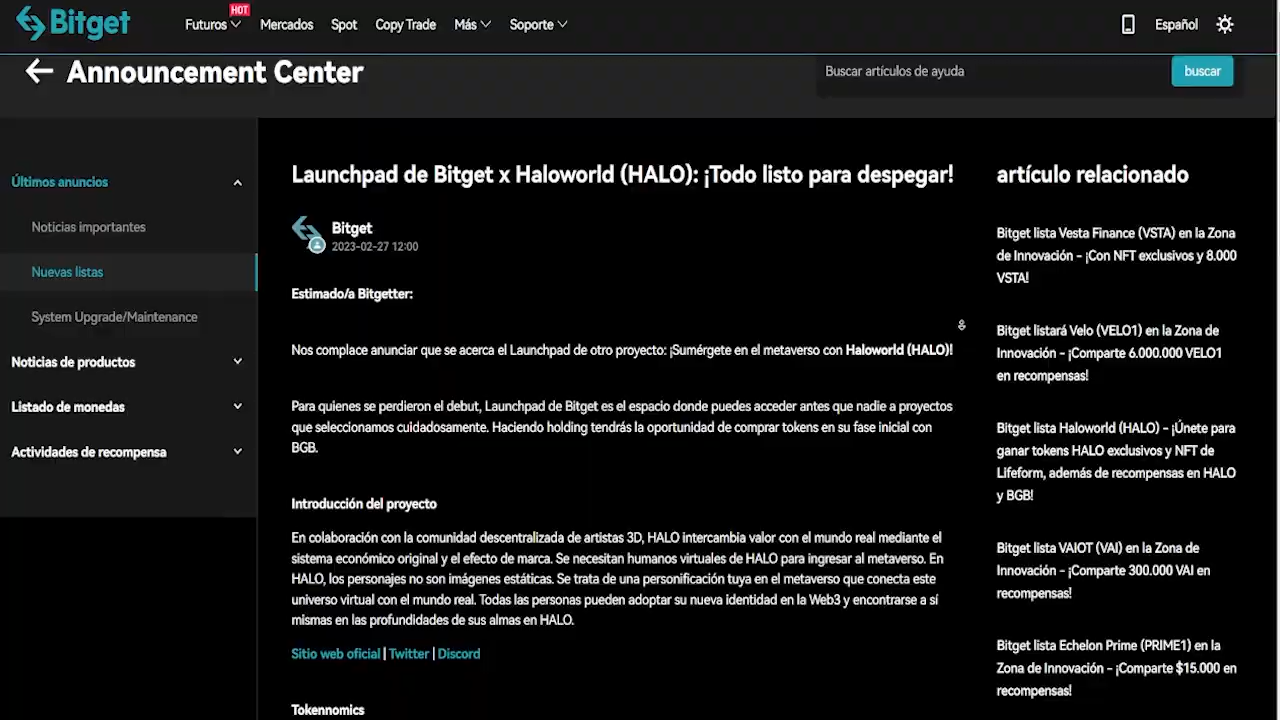 Bitget
Futuros
HOT
Mercados
Spot
Copy Trade
Más
Soporte
Español
Announcement Center
Buscar artículos de ayuda
buscar
Últimos anuncios
Noticias importantes
Nuevas listas
System Upgrade/Maintenance
Noticias de productos
Listado de monedas
Actividades de recompensa
Launchpad de Bitget x Haloworld (HALO): ¡Todo listo para despegar!
Bitget
2023-02-27 12:00
Estimado/a Bitgetter:
Nos complace anunciar que se acerca el Launchpad de otro proyecto: ¡Sumérgete en el metaverso con Haloworld (HALO)!
Para quienes se perdieron el debut, Launchpad de Bitget es el espacio donde puedes acceder antes que nadie a proyectos
que seleccionamos cuidadosamente. Haciendo holding tendrás la oportunidad de comprar tokens en su fase inicial con
BGB.
Introducción del proyecto
En colaboración con la comunidad descentralizada de artistas 3D, HALO intercambia valor con el mundo real mediante el
sistema económico original y el efecto de marca. Se necesitan humanos virtuales de HALO para ingresar al metaverso. En
HALO, los personajes no son imágenes estáticas. Se trata de una personificación tuya en el metaverso que conecta este
universo virtual con el mundo real. Todas las personas pueden adoptar su nueva identidad en la Web3 y encontrarse a sí
mismas en las profundidades de sus almas en HALO.
Sitio web oficial | Twitter | Discord
Tokennomics
artículo relacionado
Bitget lista Vesta Finance (VSTA) en la Zona
de Innovación - ¡Con NFT exclusivos y 8.000
VSTA!
Bitget listará Velo (VELO1) en la Zona de
Innovación - ¡Comparte 6.000.000 VELO1
en recompensas!
Bitget lista Haloworld (HALO) - ¡Únete para
ganar tokens HALO exclusivos y NFT de
Lifeform, además de recompensas en HALO
y BGB!
Bitget lista VAIOT (VAI) en la Zona de
Innovación - ¡Comparte 300.000 VAI en
recompensas!
Bitget lista Echelon Prime (PRIME1) en la
Zona de Innovación - ¡Comparte $15.000 en
recompensas!